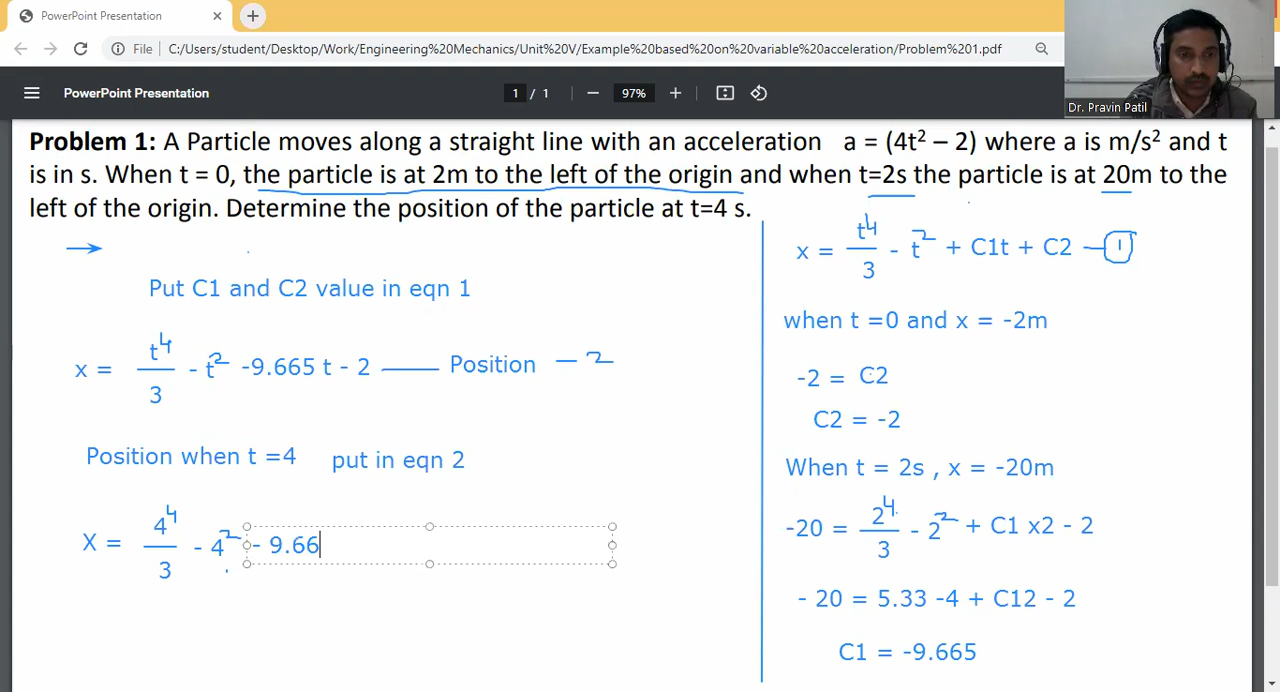 PowerPoint Presentation
File C:/Users/student/Desktop/Work/Engineering%20Mechanics/Unit%20V/Example%20based%20on%20variable%20acceleration/Problem%201.pdf
PowerPoint Presentation 1 / 1 97%
Dr. Pravin Patil
Problem 1: A Particle moves along a straight line with an acceleration a = (4t² – 2) where a is m/s² and t
is in s. When t = 0, the particle is at 2m to the left of the origin and when t=2s the particle is at 20m to the
left of the origin. Determine the position of the particle at t=4 s.
Put C1 and C2 value in eqn 1
x = t⁴/3 - t² -9.665 t - 2 —— Position — 2
Position when t =4 put in eqn 2
X = 4⁴/3 - 4² - 9.66
x = t⁴/3 - t² + C1t + C2 — 1
when t =0 and x = -2m
-2 = C2
C2 = -2
When t = 2s , x = -20m
-20 = 2⁴/3 - 2² + C1 x2 - 2
- 20 = 5.33 -4 + C12 - 2
C1 = -9.665